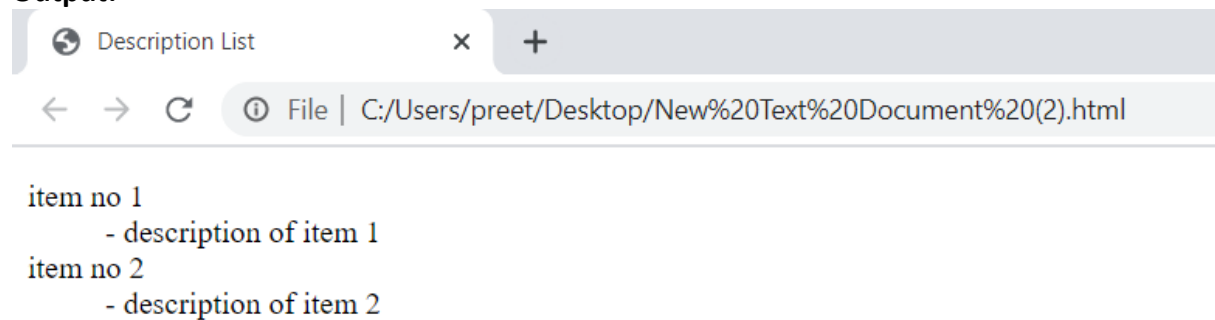 Output:
Description List
File | C:/Users/preet/Desktop/New%20Text%20Document%20(2).html
item no 1
- description of item 1
item no 2
- description of item 2